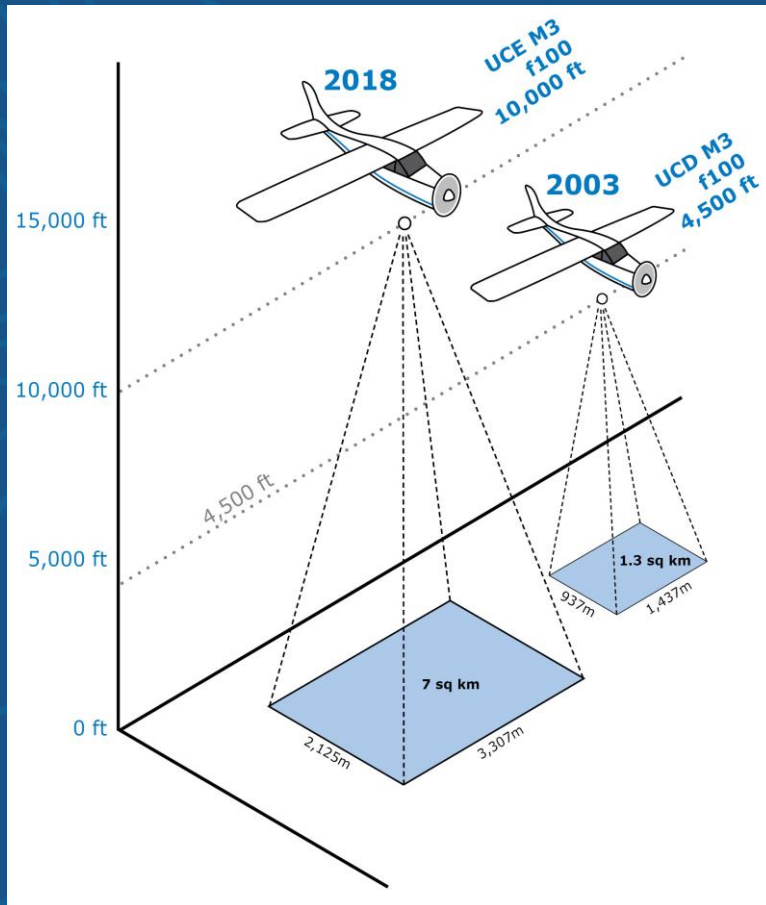 2018
UCE M3
f100
10,000 ft
2003
UCD M3
f100
4,500 ft
15,000 ft
10,000 ft
4,500 ft
5,000 ft
0 ft
1.3 sq km
937m
1,437m
7 sq km
2,125m
3,307m